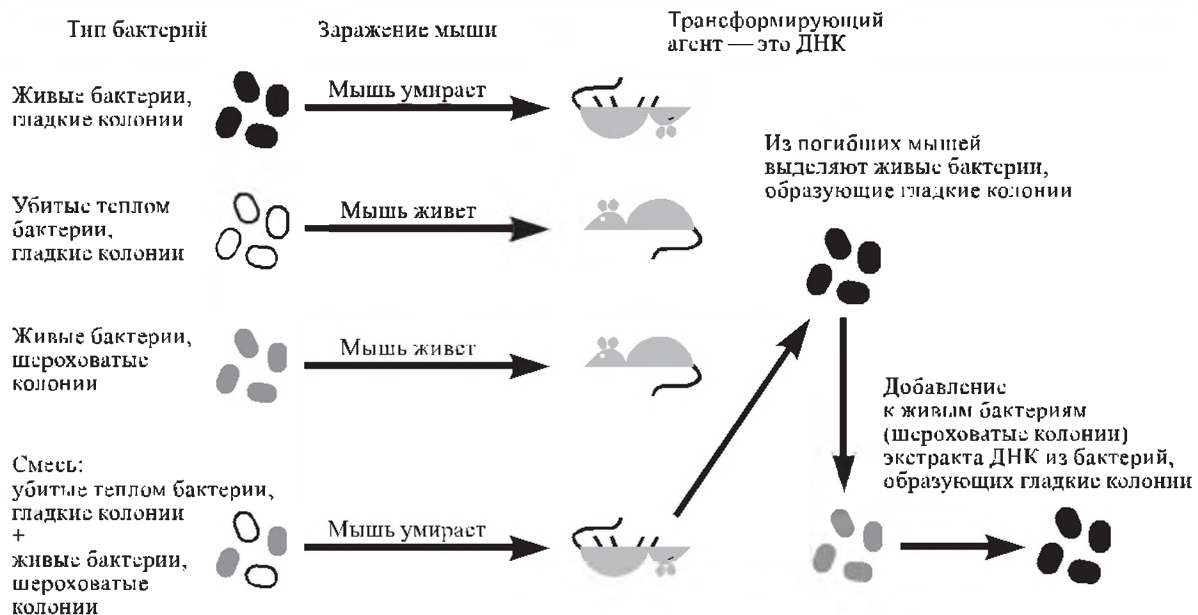 Тип бактерий
Заражение мыши
Трансформирующий
агент — это ДНК
Живые бактерии,
гладкие колонии
Мышь умирает
Убитые теплом
бактерии,
гладкие колонии
Мышь живет
Живые бактерии,
шероховатые
колонии
Мышь живет
Смесь:
убитые теплом бактерии,
гладкие колонии
+
живые бактерии,
шероховатые
колонии
Мышь умирает
Из погибших мышей
выделяют живые бактерии,
образующие гладкие колонии
Добавление
к живым бактериям
(шероховатые колонии)
экстракта ДНК из бактерий,
образующих гладкие колонии